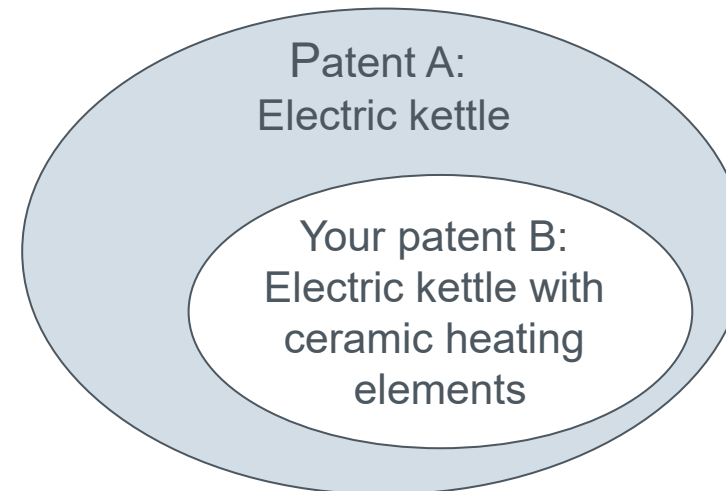 Patent A:
Electric kettle
Your patent B:
Electric kettle with
ceramic heating
elements